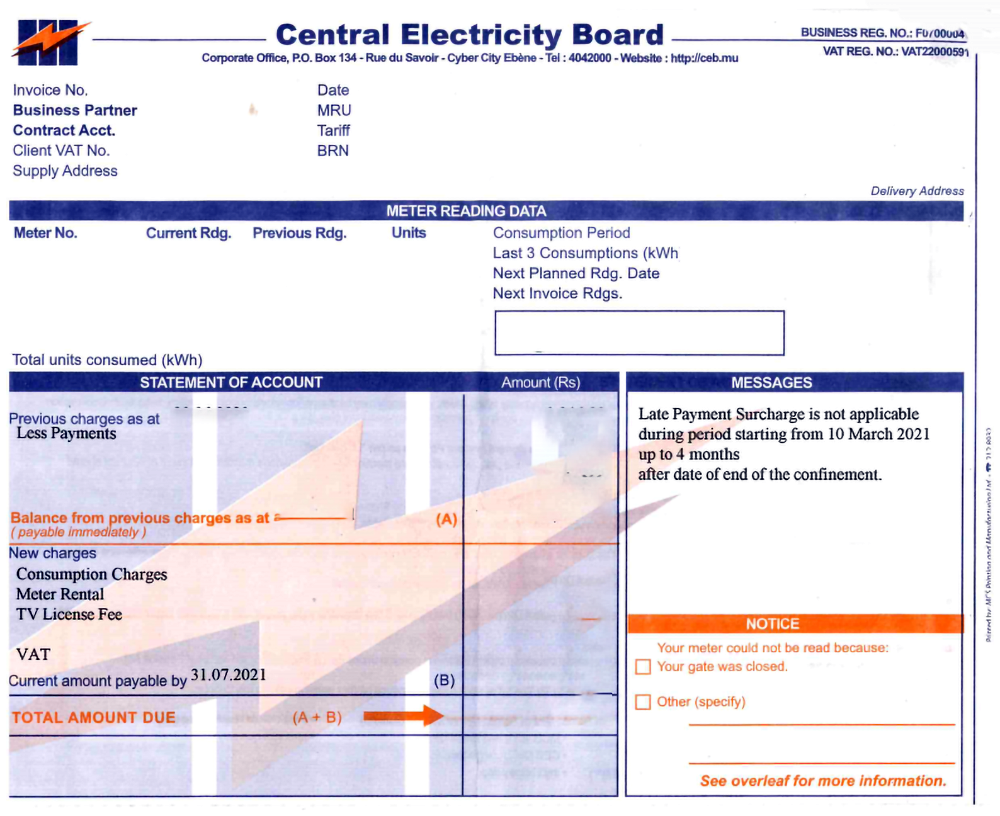 Central Electricity Board
BUSINESS REG. NO.: F0700004
Corporate Office, P.O. Box 134 - Rue du Savoir - Cyber City Ebène - Tel : 4042000 - Website : http://ceb.mu
VAT REG. NO.: VAT22000591
Invoice No.
Date
Business Partner
MRU
Contract Acct.
Tariff
Client VAT No.
BRN
Supply Address
Delivery Address
METER READING DATA
Meter No.
Current Rdg.
Previous Rdg.
Units
Consumption Period
Last 3 Consumptions (kWh
Next Planned Rdg. Date
Next Invoice Rdgs.
Total units consumed (kWh)
STATEMENT OF ACCOUNT
Amount (Rs)
Previous charges as at
Less Payments
Balance from previous charges as at
(A)
( payable immediately )
New charges
Consumption Charges
Meter Rental
TV License Fee
VAT
Current amount payable by 31.07.2021
(B)
TOTAL AMOUNT DUE
(A + B)
MESSAGES
Late Payment Surcharge is not applicable
during period starting from 10 March 2021
up to 4 months
after date of end of the confinement.
NOTICE
Your meter could not be read because:
Your gate was closed.
Other (specify)
See overleaf for more information.